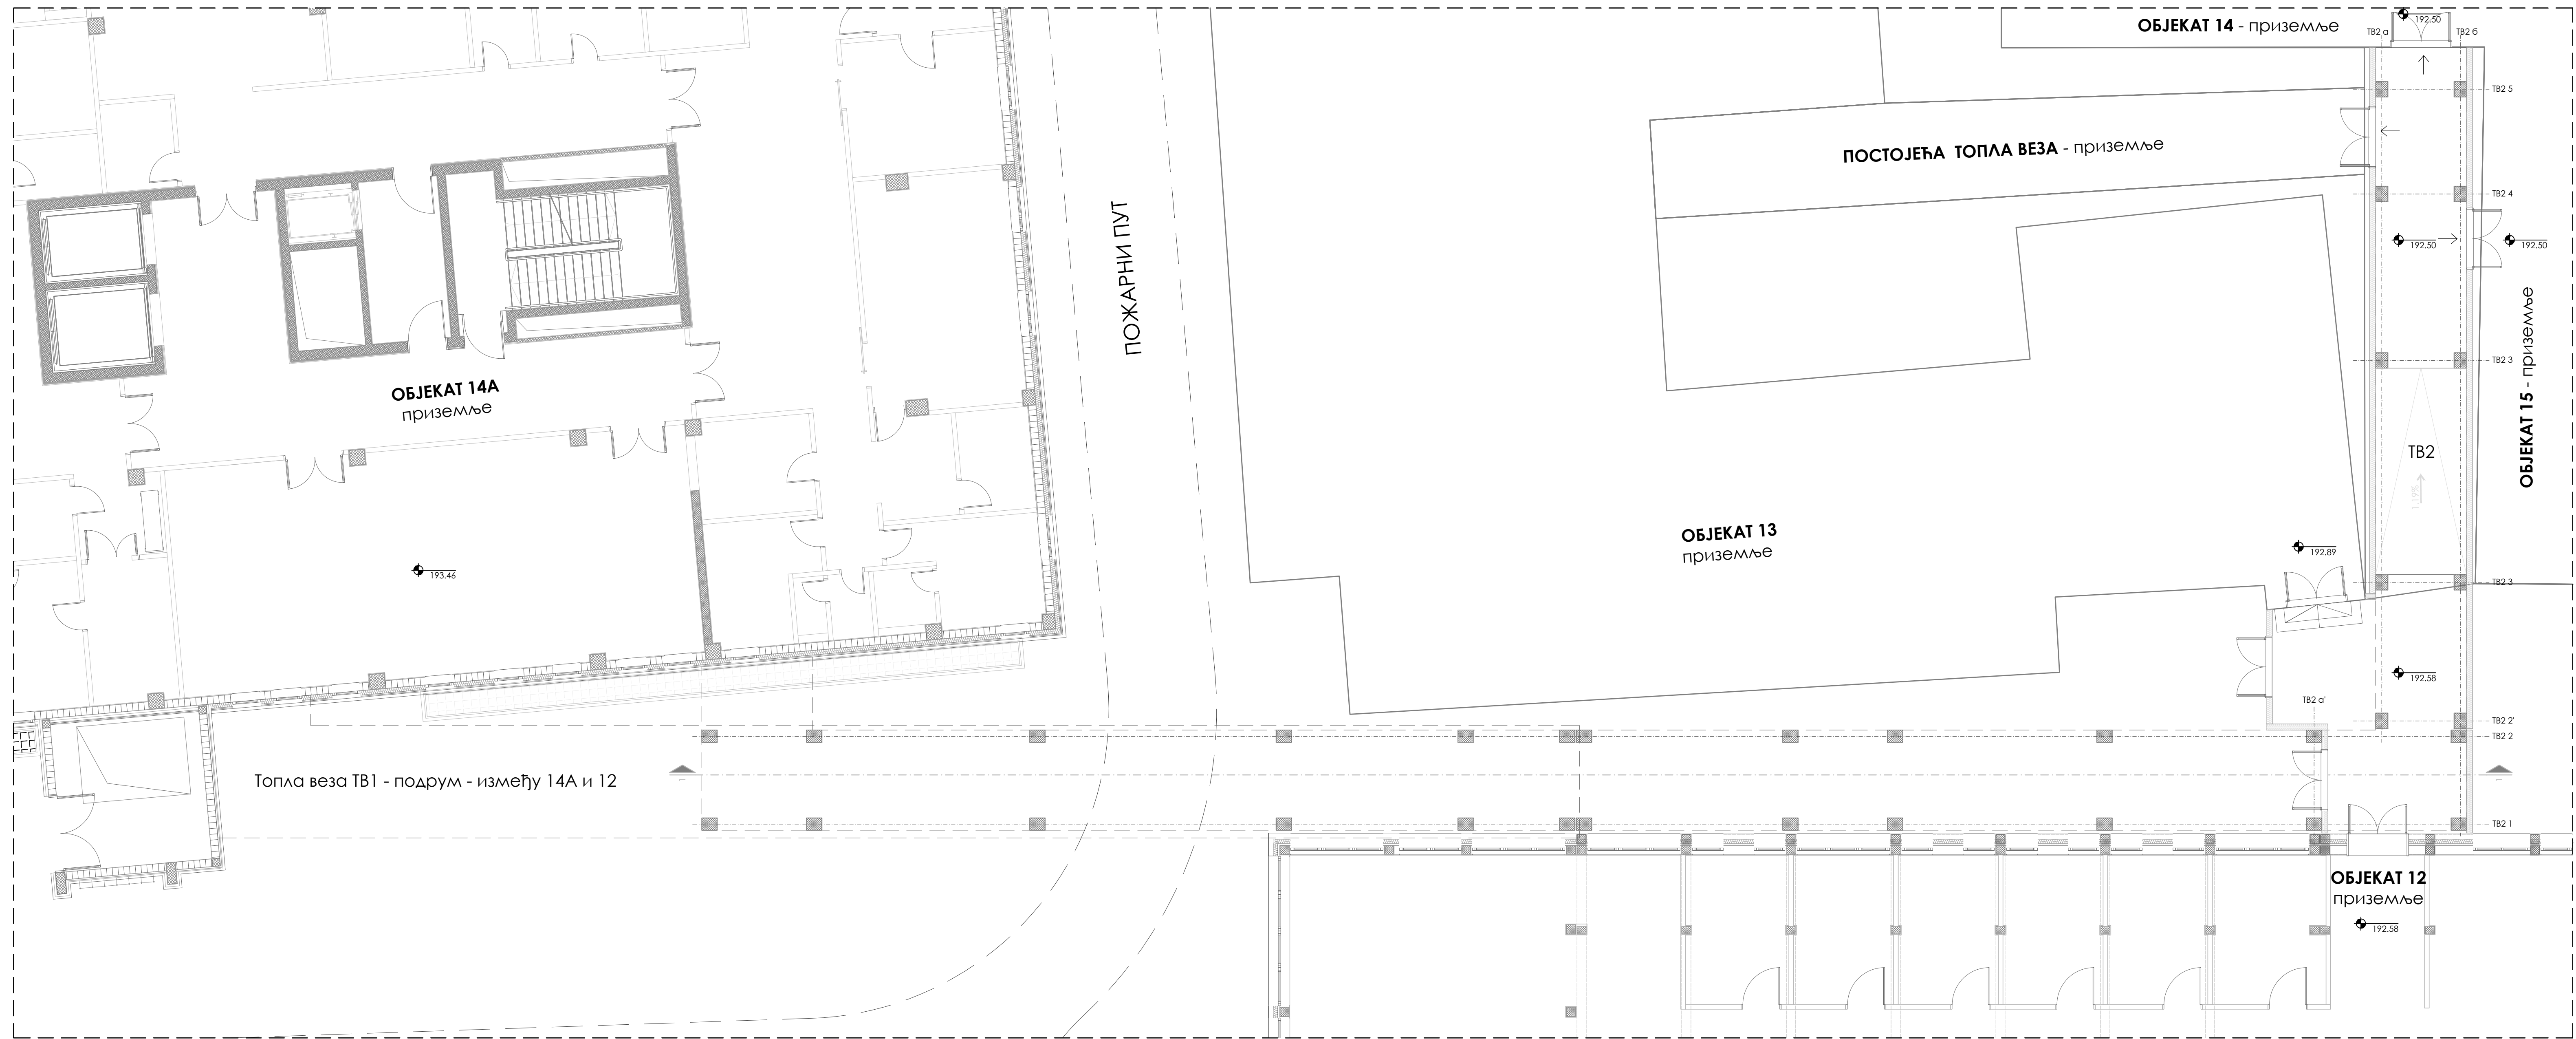 192.50
ОБЈЕКАТ 14 - приземље
ТВ2 а
ТВ2 б
ТВ2 5
ПОСТОЈЕЋА ТОПЛА ВЕЗА - приземље
ТВ2 4
ПОЖАРНИ ПУТ
192.50
192.50
ОБЈЕКАТ 15 - приземље
ТВ2 3
ОБЈЕКАТ 14А
приземље
ТВ2
1.19%
ОБЈЕКАТ 13
приземље
192.89
193.46
ТВ2 3
192.58
ТВ2 а'
ТВ2 2'
ТВ2 2
Топла веза ТВ1 - подрум - између 14А и 12
ТВ2 1
ОБЈЕКАТ 12
приземље
192.58